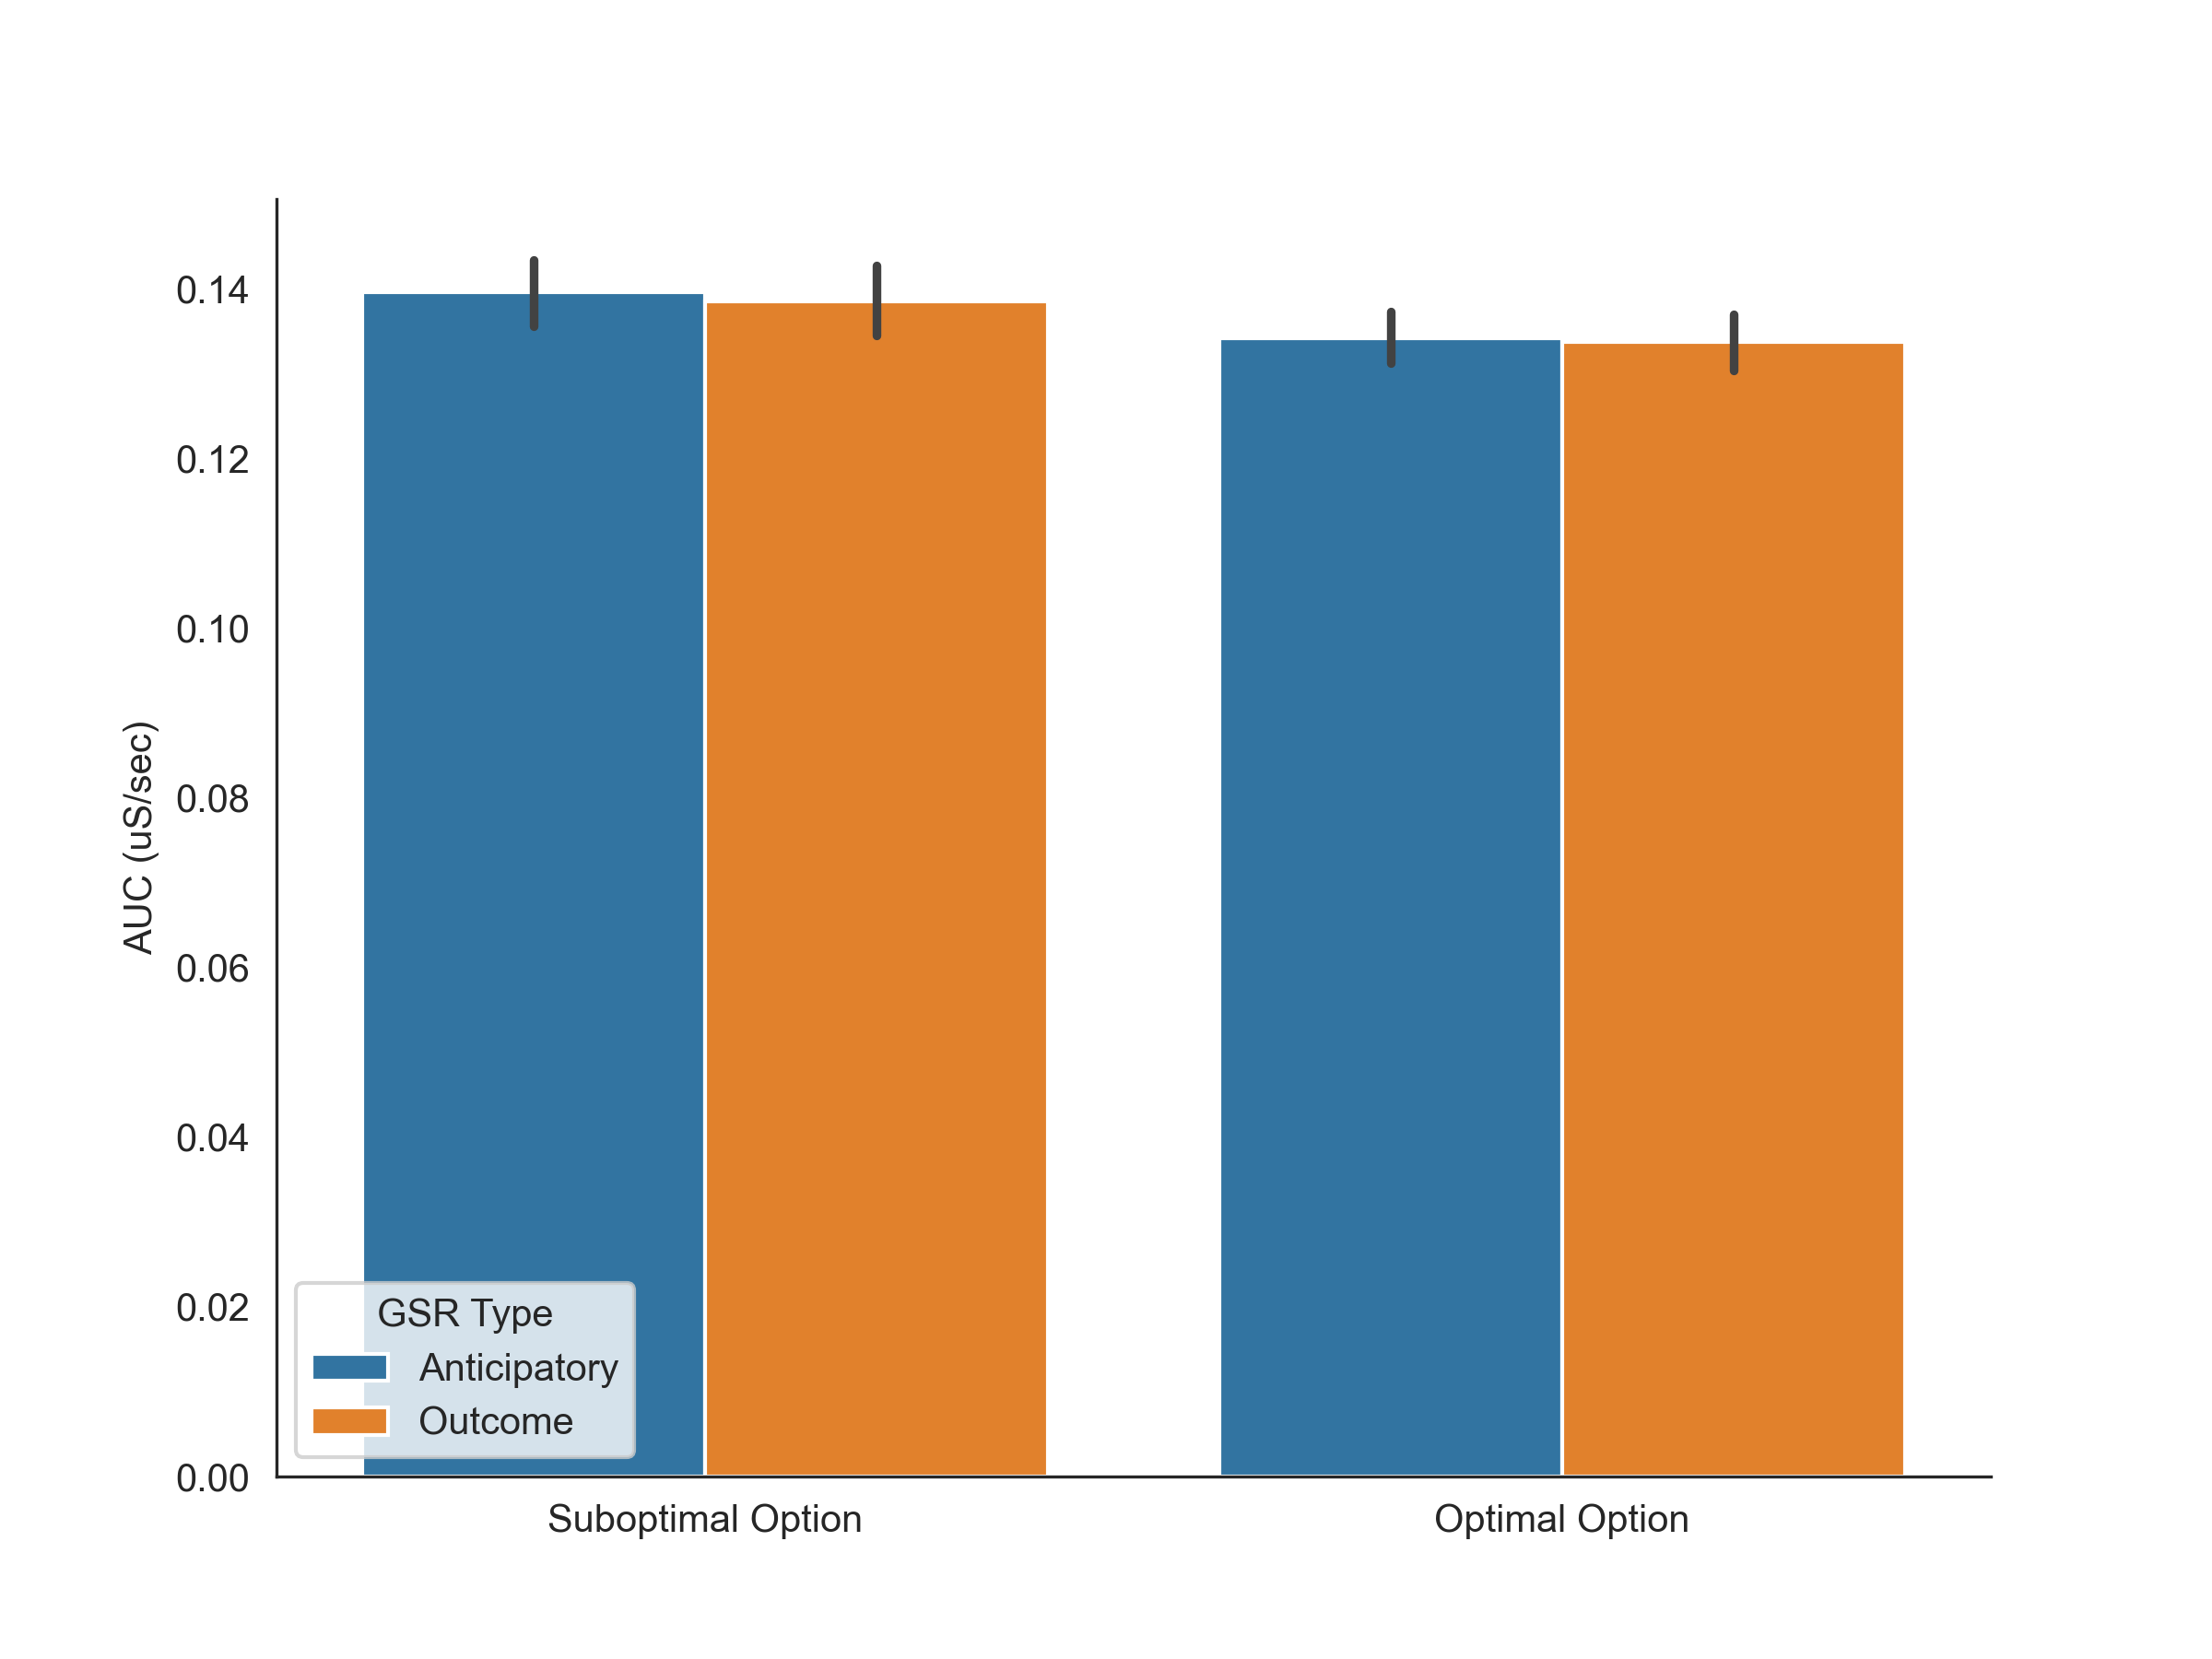 0.14
0.12
0.10
0.08
0.06
0.04
0.02
0.00
AUC (uS/sec)
GSR Type
Anticipatory
Outcome
Suboptimal Option
Optimal Option